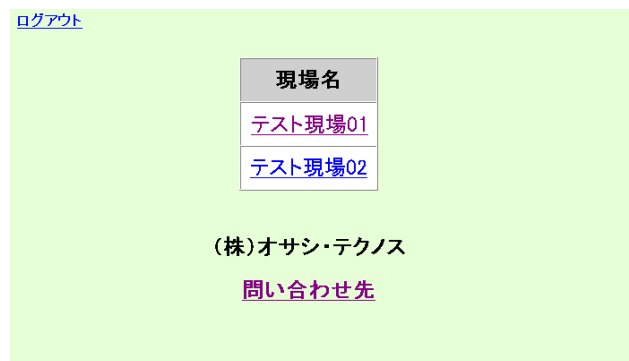 ログアウト
現場名
テスト現場01
テスト現場02
（株）オサシ・テクノス
問い合わせ先